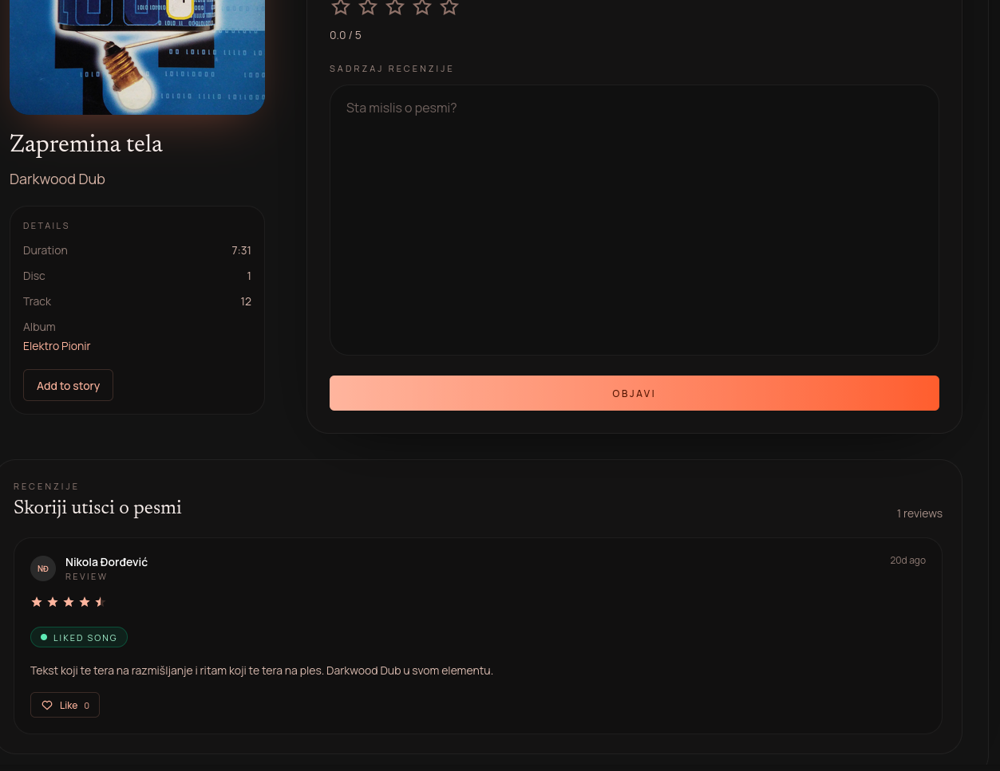 Zapremina tela
Darkwood Dub
DETAILS
Duration 7:31
Disc 1
Track 12
Album
Elektro Pionir
Add to story
0.0 / 5
SADRZAJ RECENZIJE
Sta mislis o pesmi?
OBJAVI
RECENZIJE
Skoriji utisci o pesmi
1 reviews
NĐ
Nikola Đorđević
REVIEW
20d ago
LIKED SONG
Tekst koji te tera na razmišljanje i ritam koji te tera na ples. Darkwood Dub u svom elementu.
Like 0